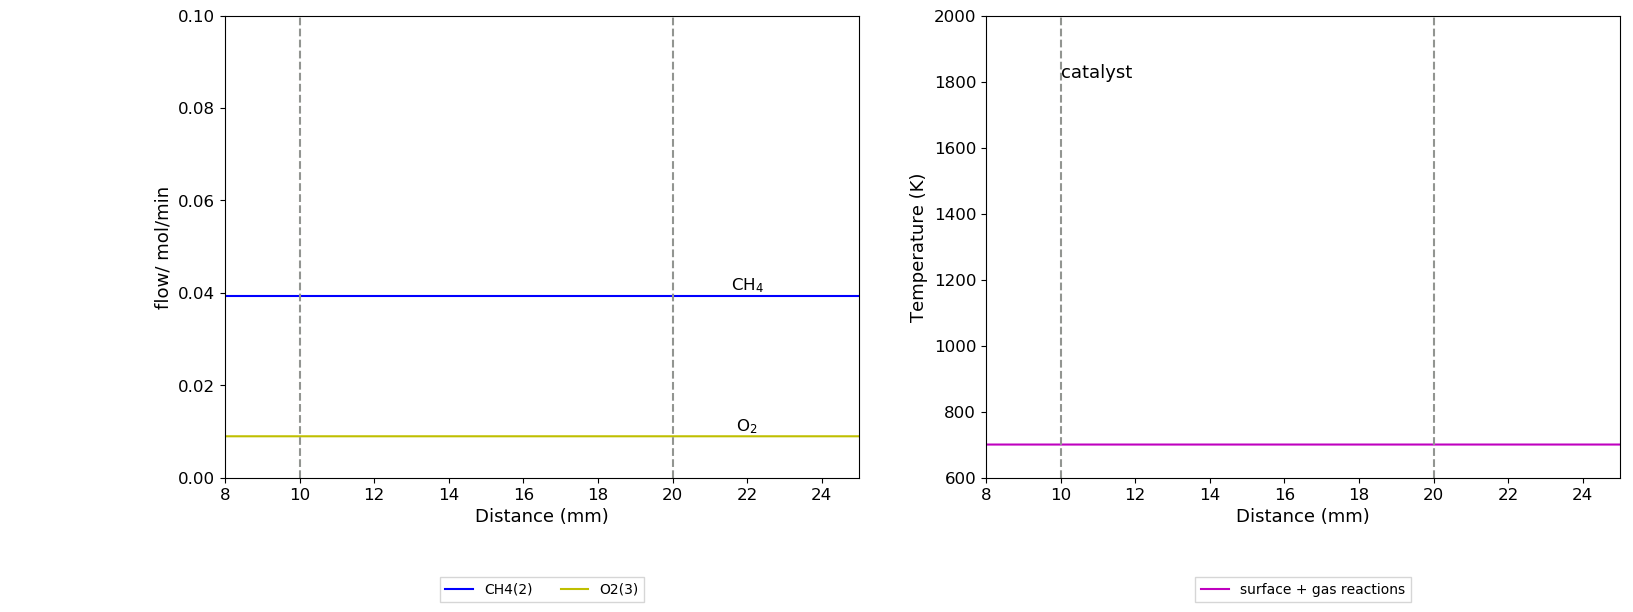 0.10
0.08
0.06
0.04
0.02
0.00
flow/ mol/min
CH₄
O₂
8 10 12 14 16 18 20 22 24
Distance (mm)
CH4(2) O2(3)
2000
1800
1600
1400
1200
1000
800
600
Temperature (K)
catalyst
8 10 12 14 16 18 20 22 24
Distance (mm)
surface + gas reactions